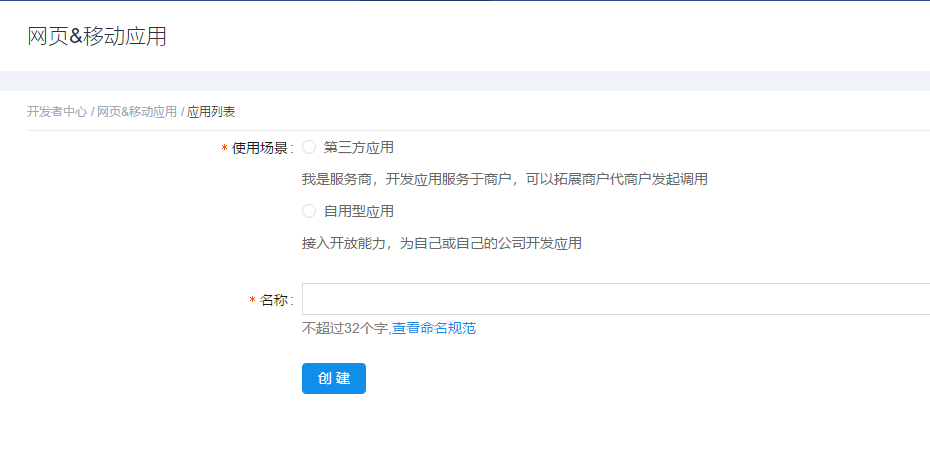 网页&移动应用
开发者中心 / 网页&移动应用 / 应用列表
* 使用场景: 第三方应用
我是服务商，开发应用服务于商户，可以拓展商户代商户发起调用
自用型应用
接入开放能力，为自己或自己的公司开发应用
* 名称:
不超过32个字,查看命名规范
创 建